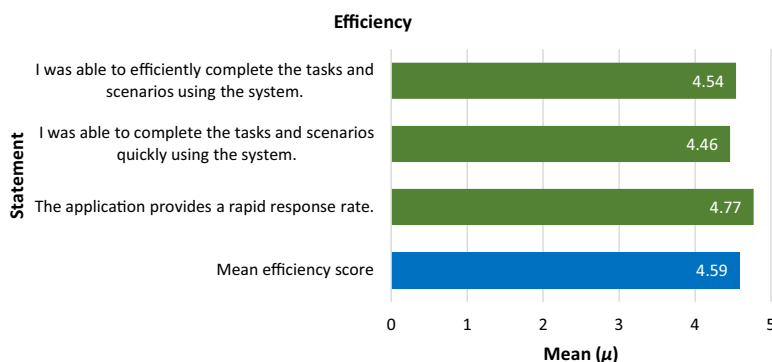 Efficiency
I was able to efficiently complete the tasks and
scenarios using the system.
4.54
I was able to complete the tasks and scenarios
quickly using the system.
4.46
The application provides a rapid response rate.
4.77
Mean efficiency score
4.59
Statement
0 1 2 3 4 5
Mean (μ)